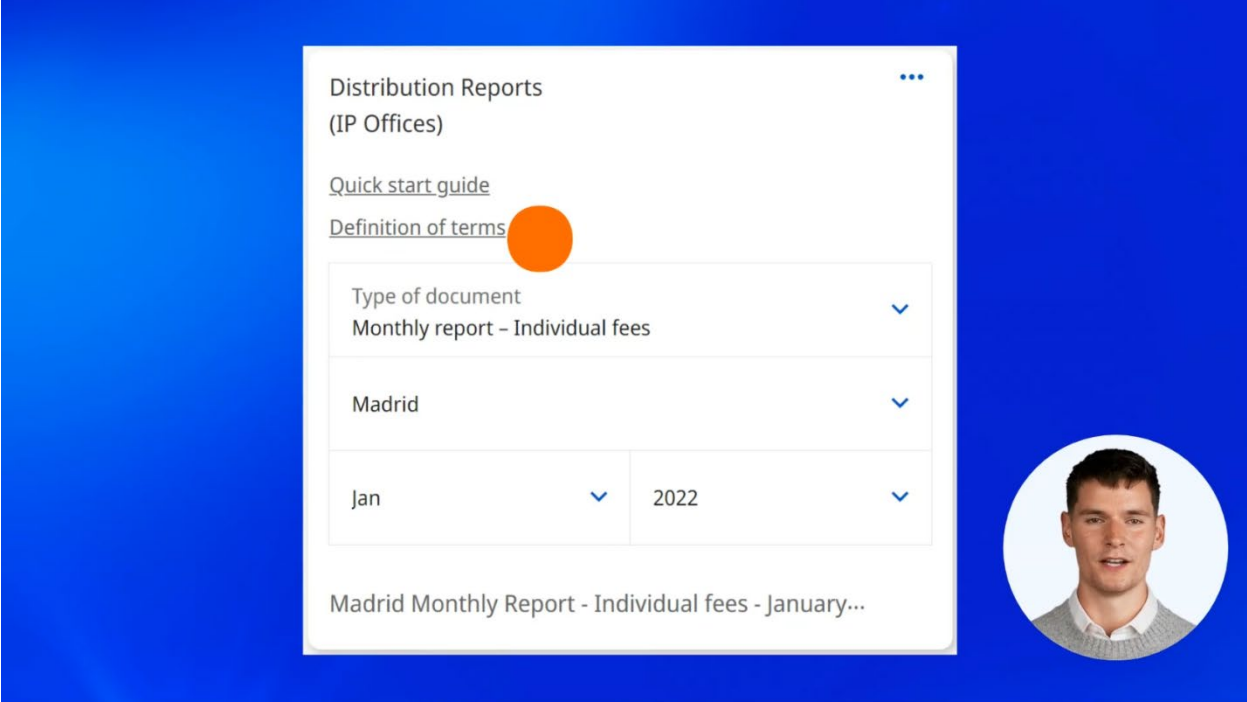 Distribution Reports
(IP Offices)
Quick start guide
Definition of terms
Type of document
Monthly report – Individual fees
Madrid
Jan
2022
Madrid Monthly Report - Individual fees - January...